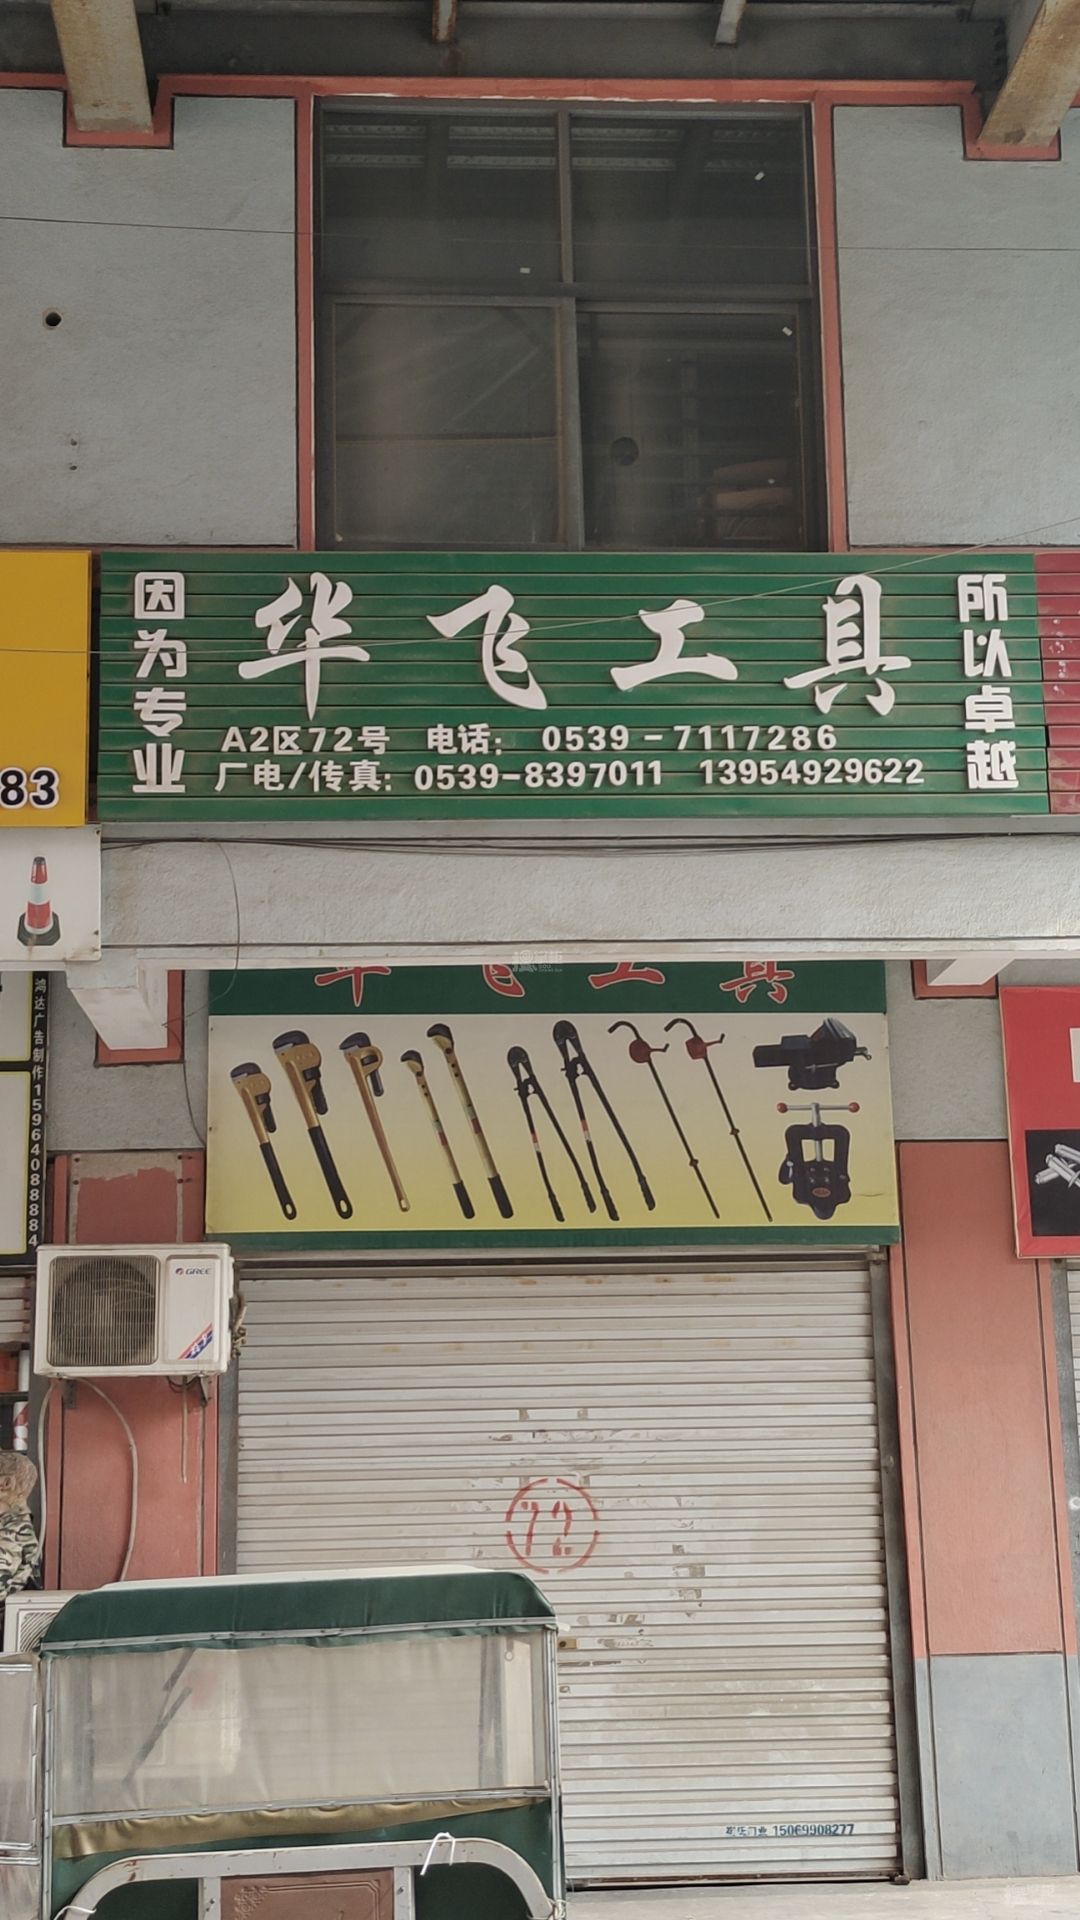 因为专业
华飞工具
所以卓越
A2区72号 电话: 0539-7117286
厂电/传真: 0539-8397011 13954929622
83
华飞工具
鸿达广告制作15964088884
GREE
72
15069908277